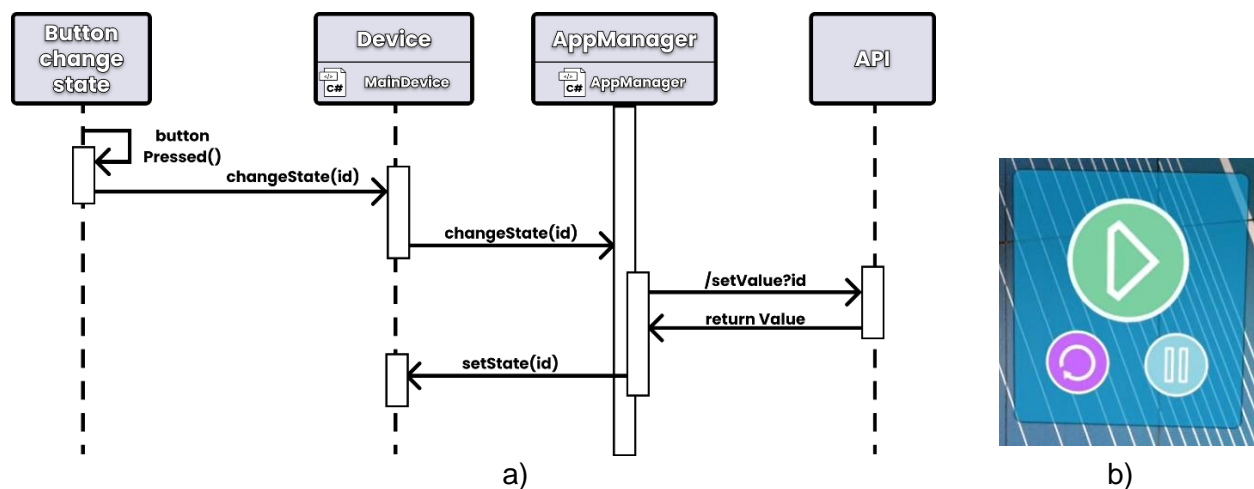 Button
change
state
Device
</>
C#
MainDevice
AppManager
</>
C#
AppManager
API
button
Pressed()
changeState(id)
changeState(id)
/setValue?id
return Value
setState(id)
a)
b)